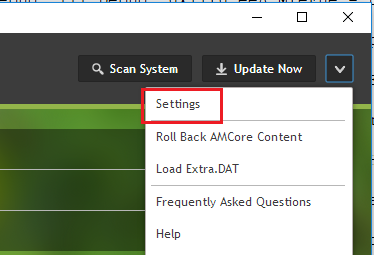 Scan System
Update Now
Settings
Roll Back AMCore Content
Load Extra.DAT
Frequently Asked Questions
Help